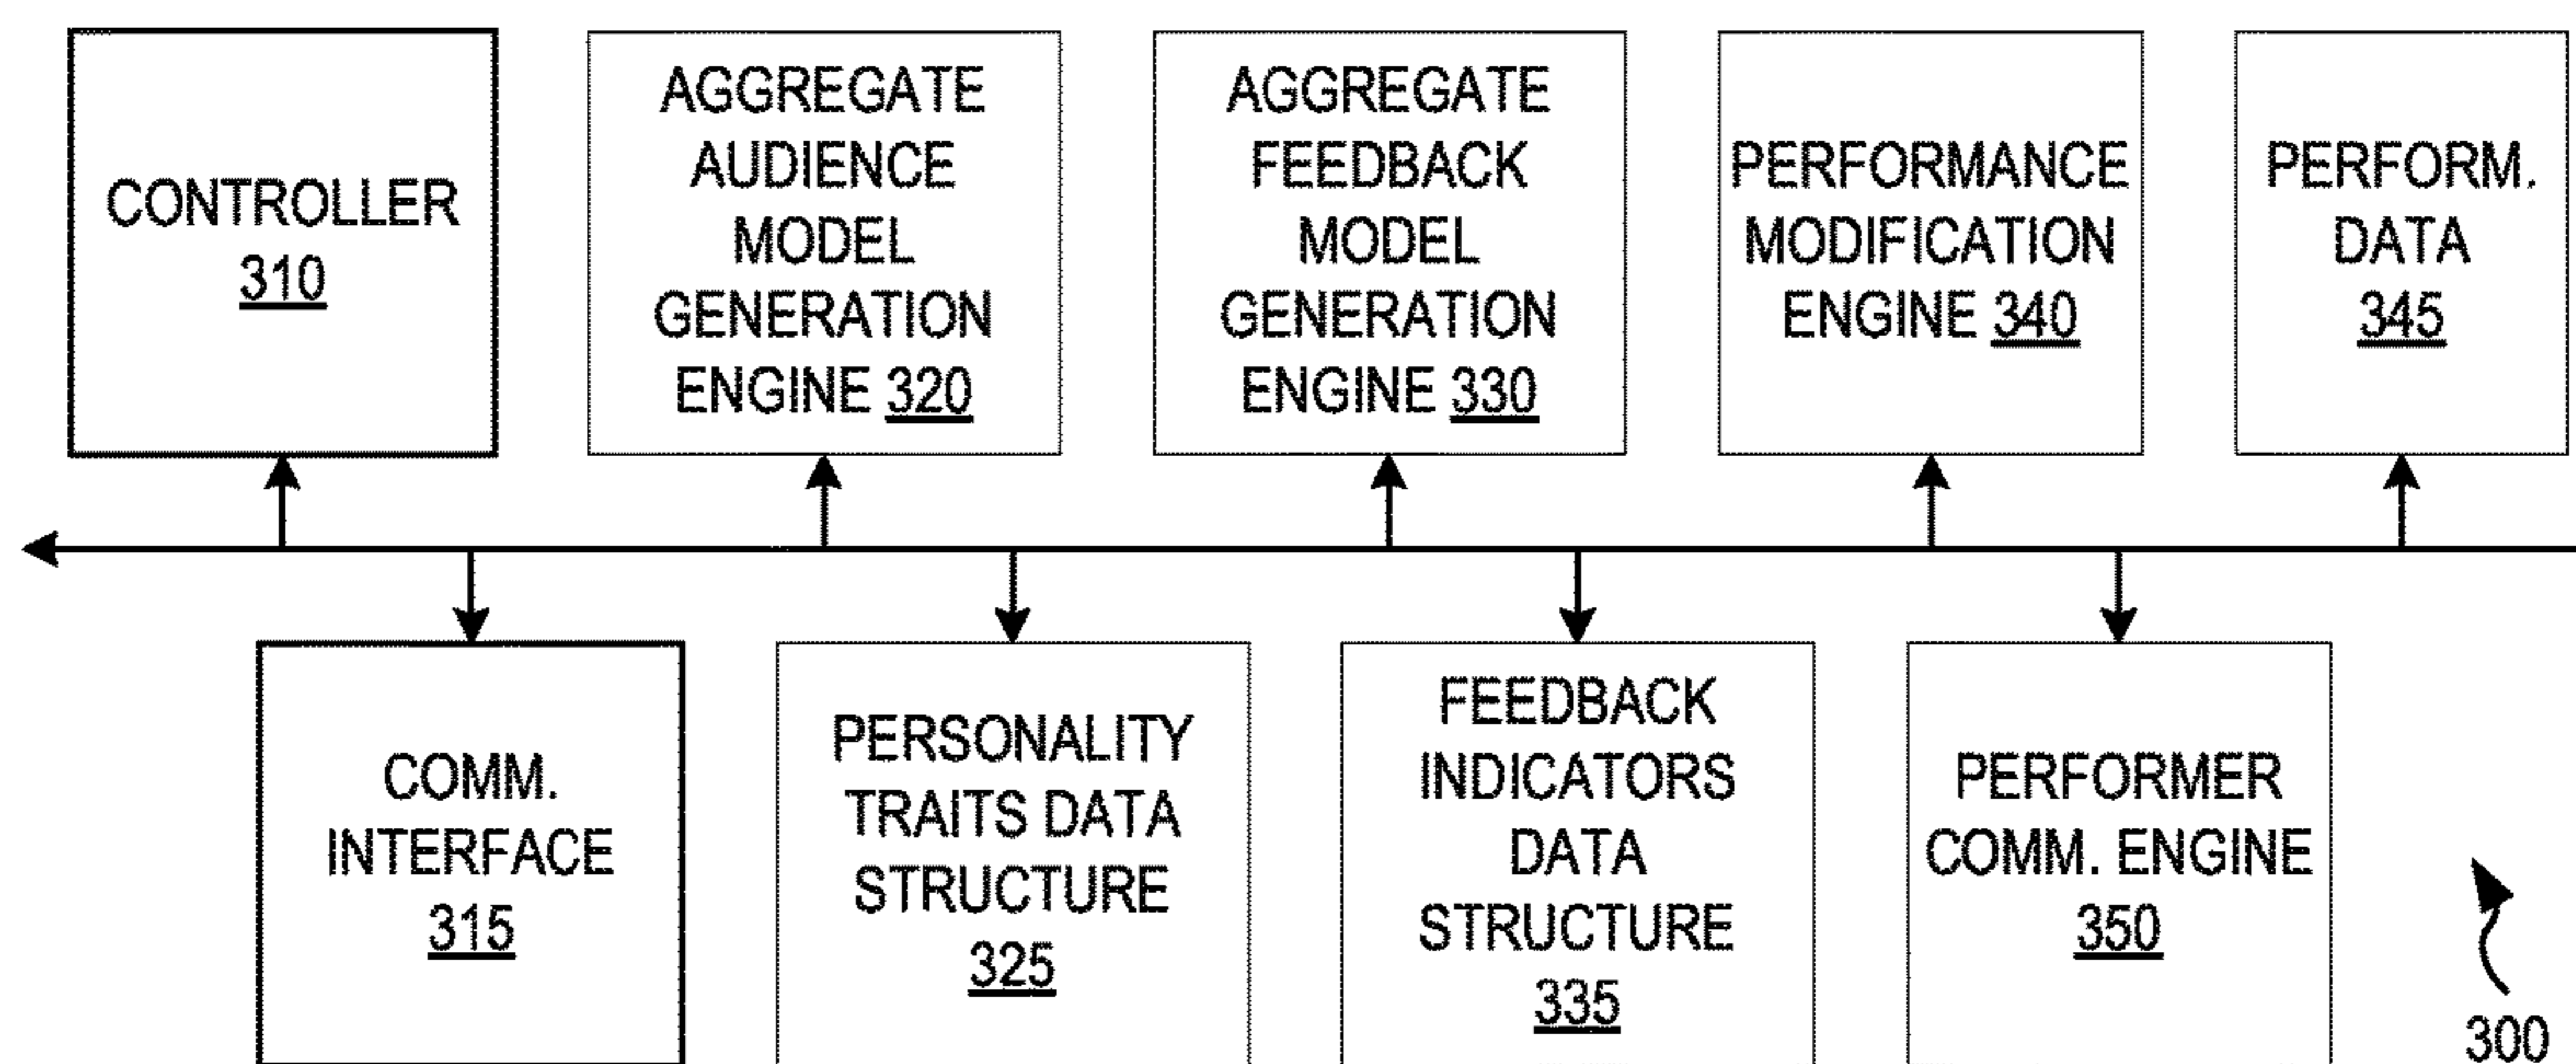 CONTROLLER
310
AGGREGATE
AUDIENCE
MODEL
GENERATION
ENGINE 320
AGGREGATE
FEEDBACK
MODEL
GENERATION
ENGINE 330
PERFORMANCE
MODIFICATION
ENGINE 340
PERFORM.
DATA
345
COMM.
INTERFACE
315
PERSONALITY
TRAITS DATA
STRUCTURE
325
FEEDBACK
INDICATORS
DATA
STRUCTURE
335
PERFORMER
COMM. ENGINE
350
300